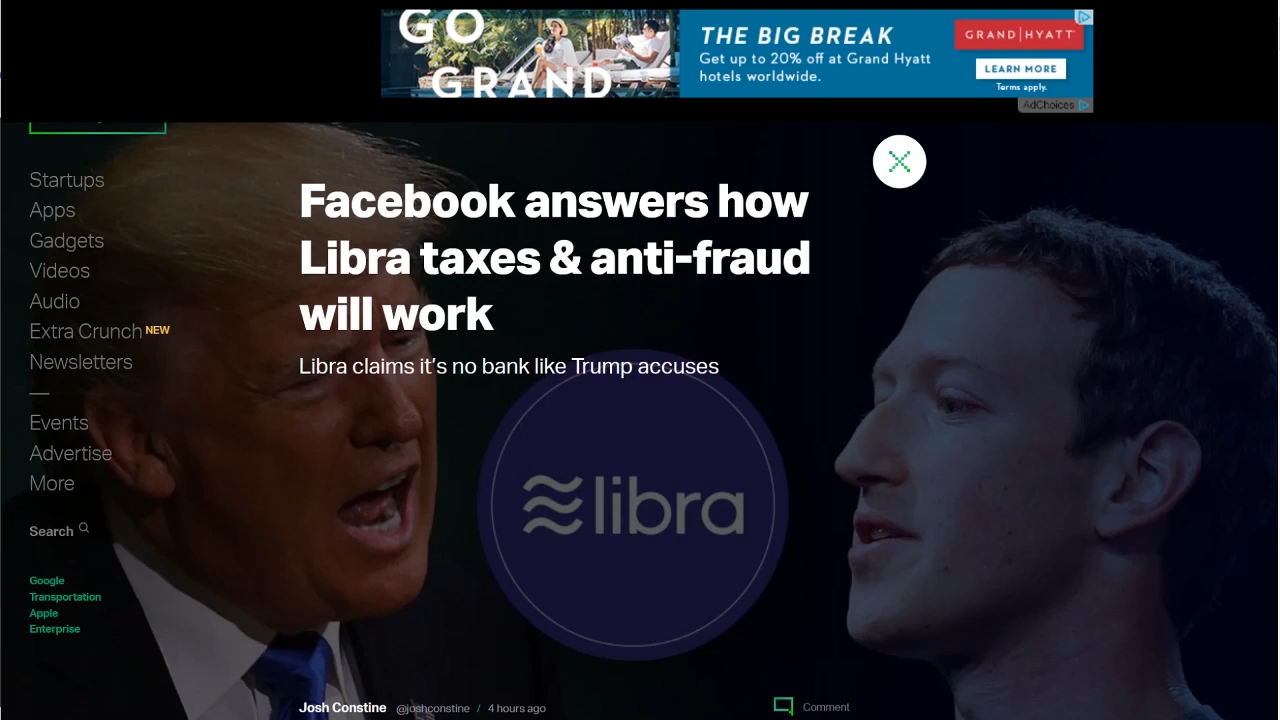 GO
GRAND
THE BIG BREAK
Get up to 20% off at Grand Hyatt
hotels worldwide.
GRAND|HYATT
LEARN MORE
Terms apply.
AdChoices
Startups
Apps
Gadgets
Videos
Audio
Extra Crunch NEW
Newsletters
—
Events
Advertise
More
Search
Google
Transportation
Apple
Enterprise
Facebook answers how
Libra taxes & anti-fraud
will work
Libra claims it's no bank like Trump accuses
libra
Josh Constine @joshconstine / 4 hours ago
Comment